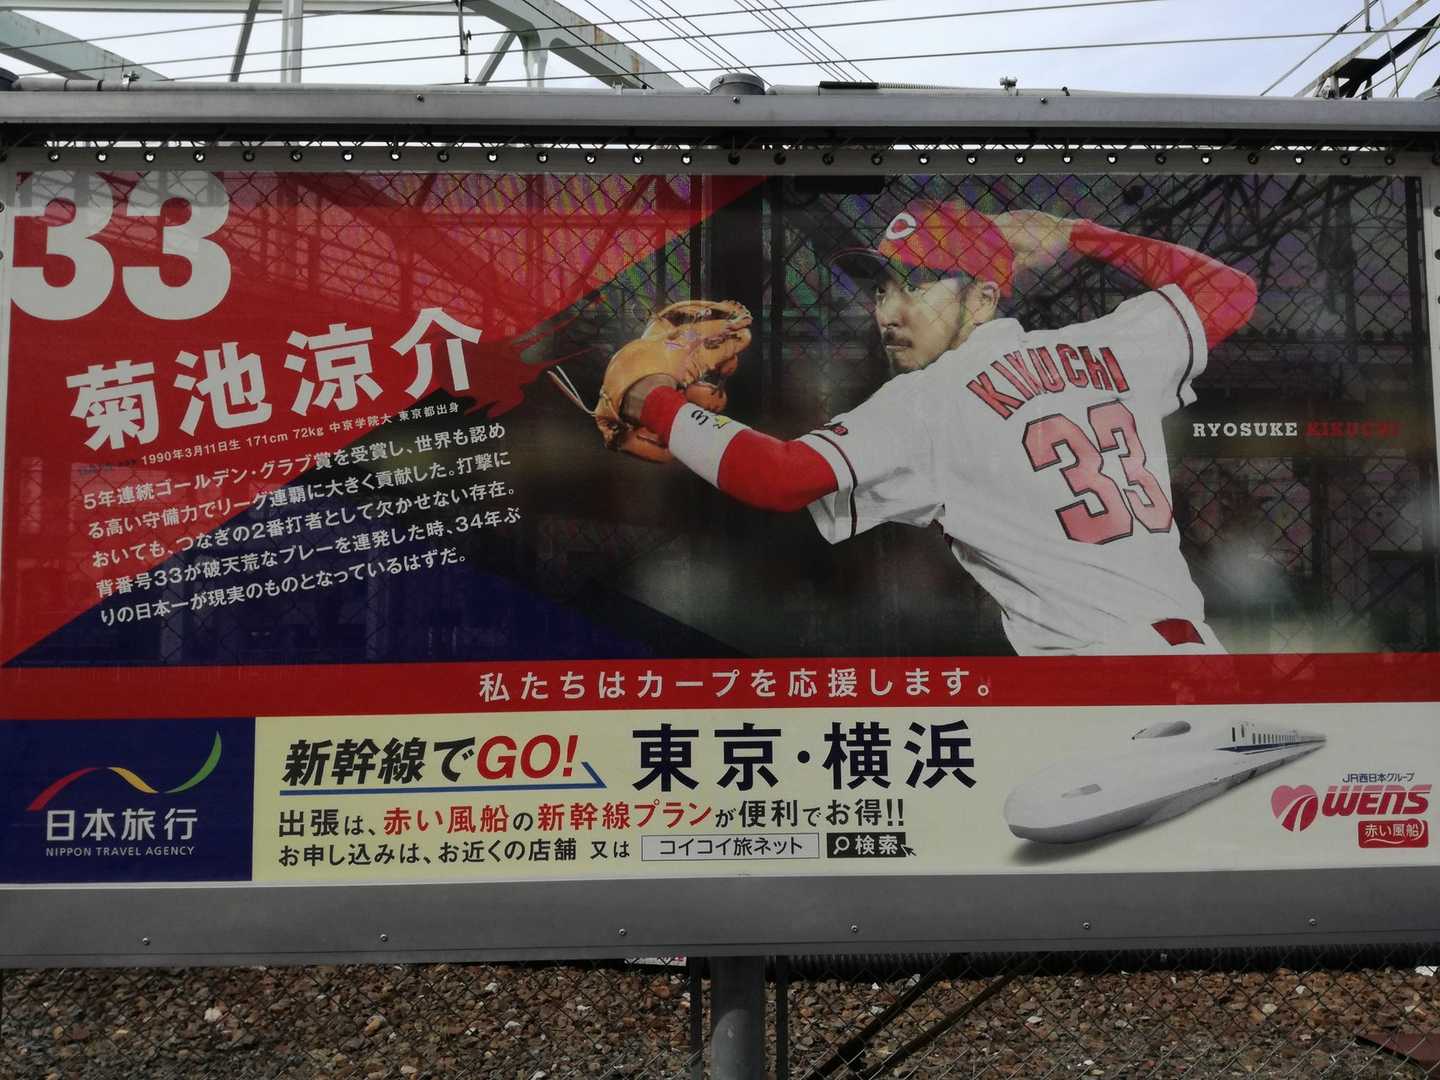 33
菊池涼介
1990年3月11日生 171cm 72kg 中京学院大 東京都出身
5年連続ゴールデン・グラブ賞を受賞し、世界も認め
る高い守備力でリーグ連覇に大きく貢献した。打撃に
おいても、つなぎの2番打者として欠かせない存在。
背番号33が破天荒なプレーを連発した時、34年ぶ
りの日本一が現実のものとなっているはずだ。
C
KIKUCHI
33
RYOSUKE KIKUCHI
私たちはカープを応援します。
日本旅行
NIPPON TRAVEL AGENCY
新幹線でGO! 東京・横浜
出張は、赤い風船の新幹線プランが便利でお得!!
お申し込みは、お近くの店舗 又は コイコイ旅ネット 検索
JR西日本グループ
WENS
赤い風船